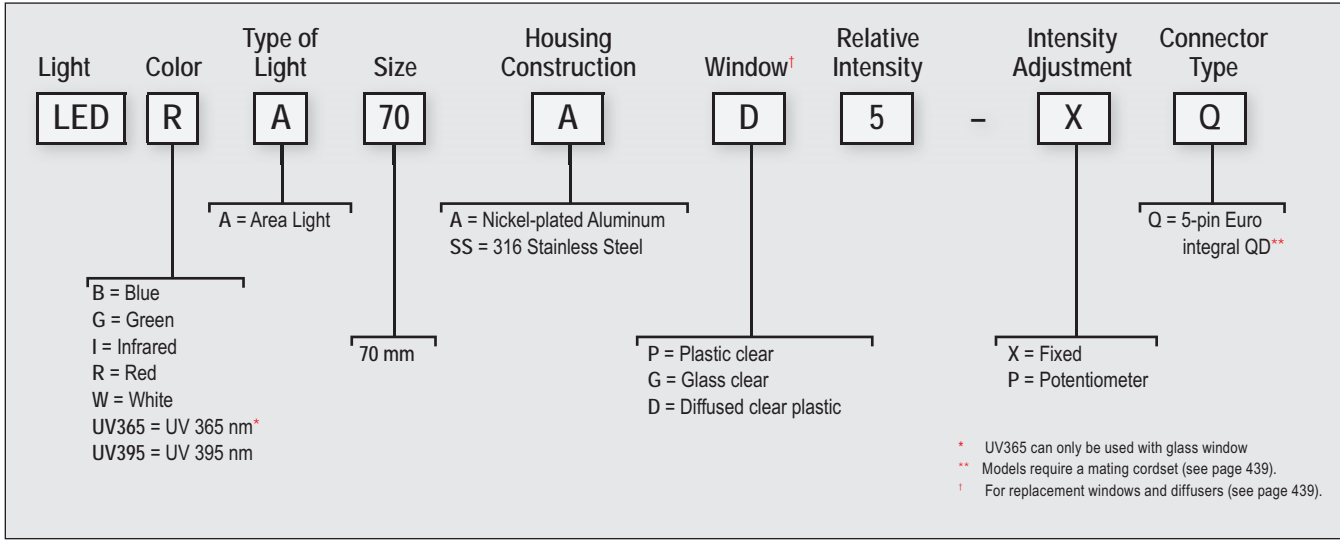 Light
Color
Type of
Light
Size
Housing
Construction
Window†
Relative
Intensity
Intensity
Adjustment
Connector
Type
LED
R
A
70
A
D
5
–
X
Q
A = Area Light
A = Nickel-plated Aluminum
SS = 316 Stainless Steel
Q = 5-pin Euro
integral QD**
B = Blue
G = Green
I = Infrared
R = Red
W = White
UV365 = UV 365 nm*
UV395 = UV 395 nm
70 mm
P = Plastic clear
G = Glass clear
D = Diffused clear plastic
X = Fixed
P = Potentiometer
* UV365 can only be used with glass window
** Models require a mating cordset (see page 439).
† For replacement windows and diffusers (see page 439).